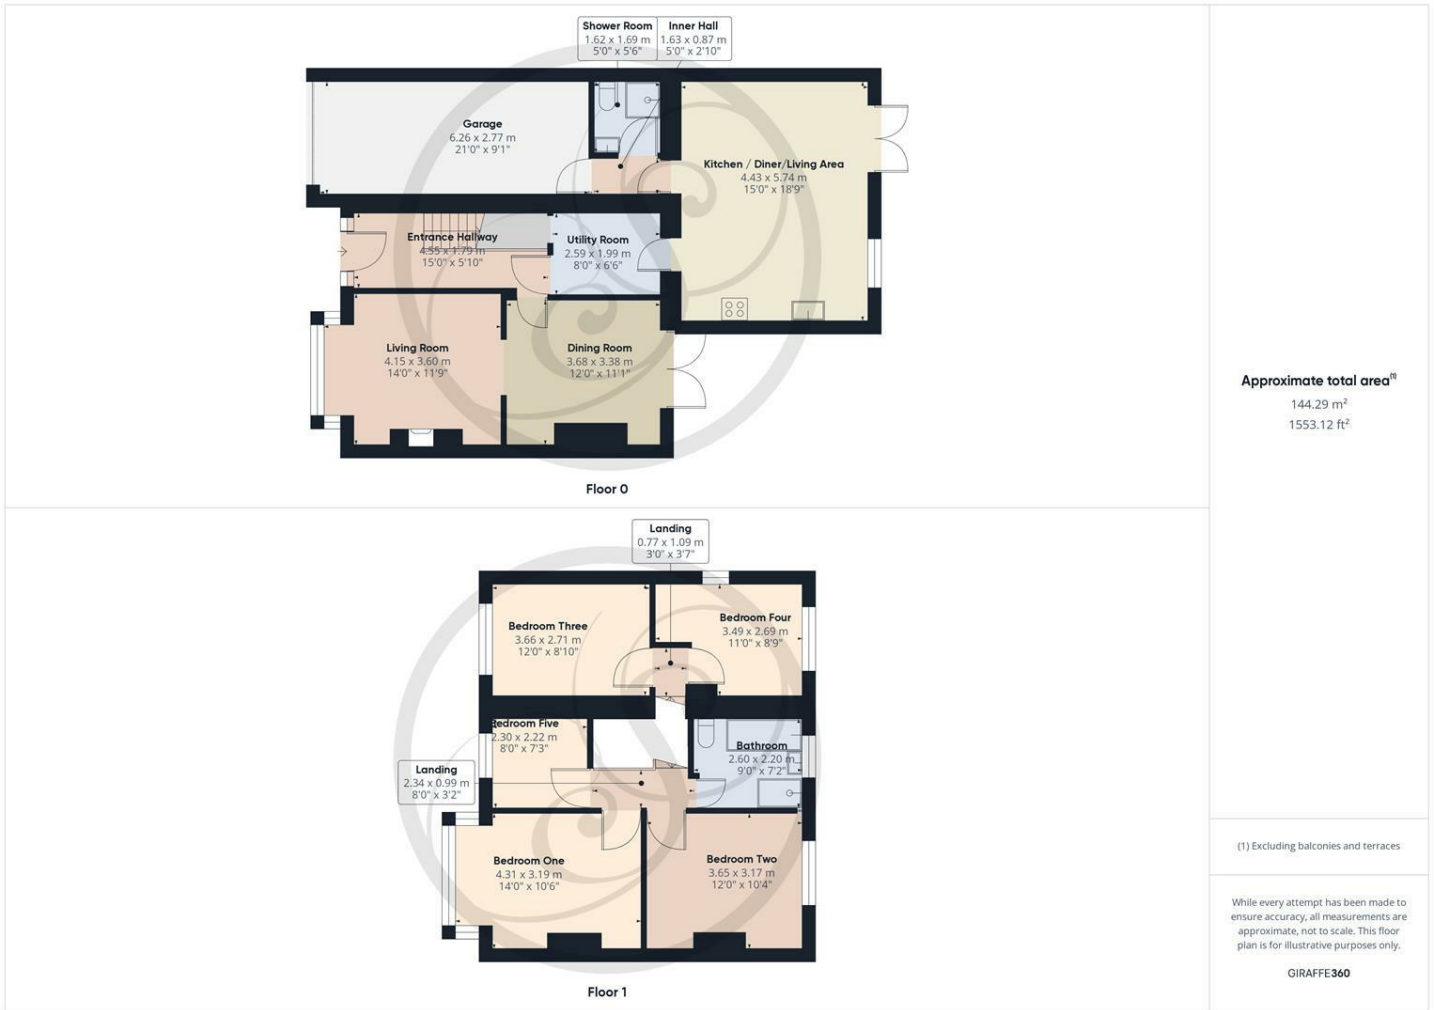 Shower Room
1.62 x 1.69 m
5'0" x 5'6"
Inner Hall
1.63 x 0.87 m
5'0" x 2'10"
Garage
6.26 x 2.77 m
21'0" x 9'1"
Kitchen / Diner/Living Area
4.43 x 5.74 m
15'0" x 18'9"
Entrance Hallway
4.55 x 1.79 m
15'0" x 5'10"
Utility Room
2.59 x 1.99 m
8'0" x 6'6"
Living Room
4.15 x 3.60 m
14'0" x 11'9"
Dining Room
3.68 x 3.38 m
12'0" x 11'1"
Floor 0
Landing
0.77 x 1.09 m
3'0" x 3'7"
Bedroom Three
3.66 x 2.71 m
12'0" x 8'10"
Bedroom Four
3.49 x 2.69 m
11'0" x 8'9"
Bedroom Five
2.30 x 2.22 m
8'0" x 7'3"
Bathroom
2.60 x 2.20 m
9'0" x 7'2"
Landing
2.34 x 0.99 m
8'0" x 3'2"
Bedroom One
4.31 x 3.19 m
14'0" x 10'6"
Bedroom Two
3.65 x 3.17 m
12'0" x 10'4"
Floor 1
Approximate total area(1)
144.29 m²
1553.12 ft²
(1) Excluding balconies and terraces
While every attempt has been made to
ensure accuracy, all measurements are
approximate, not to scale. This floor
plan is for illustrative purposes only.
GIRAFFE360